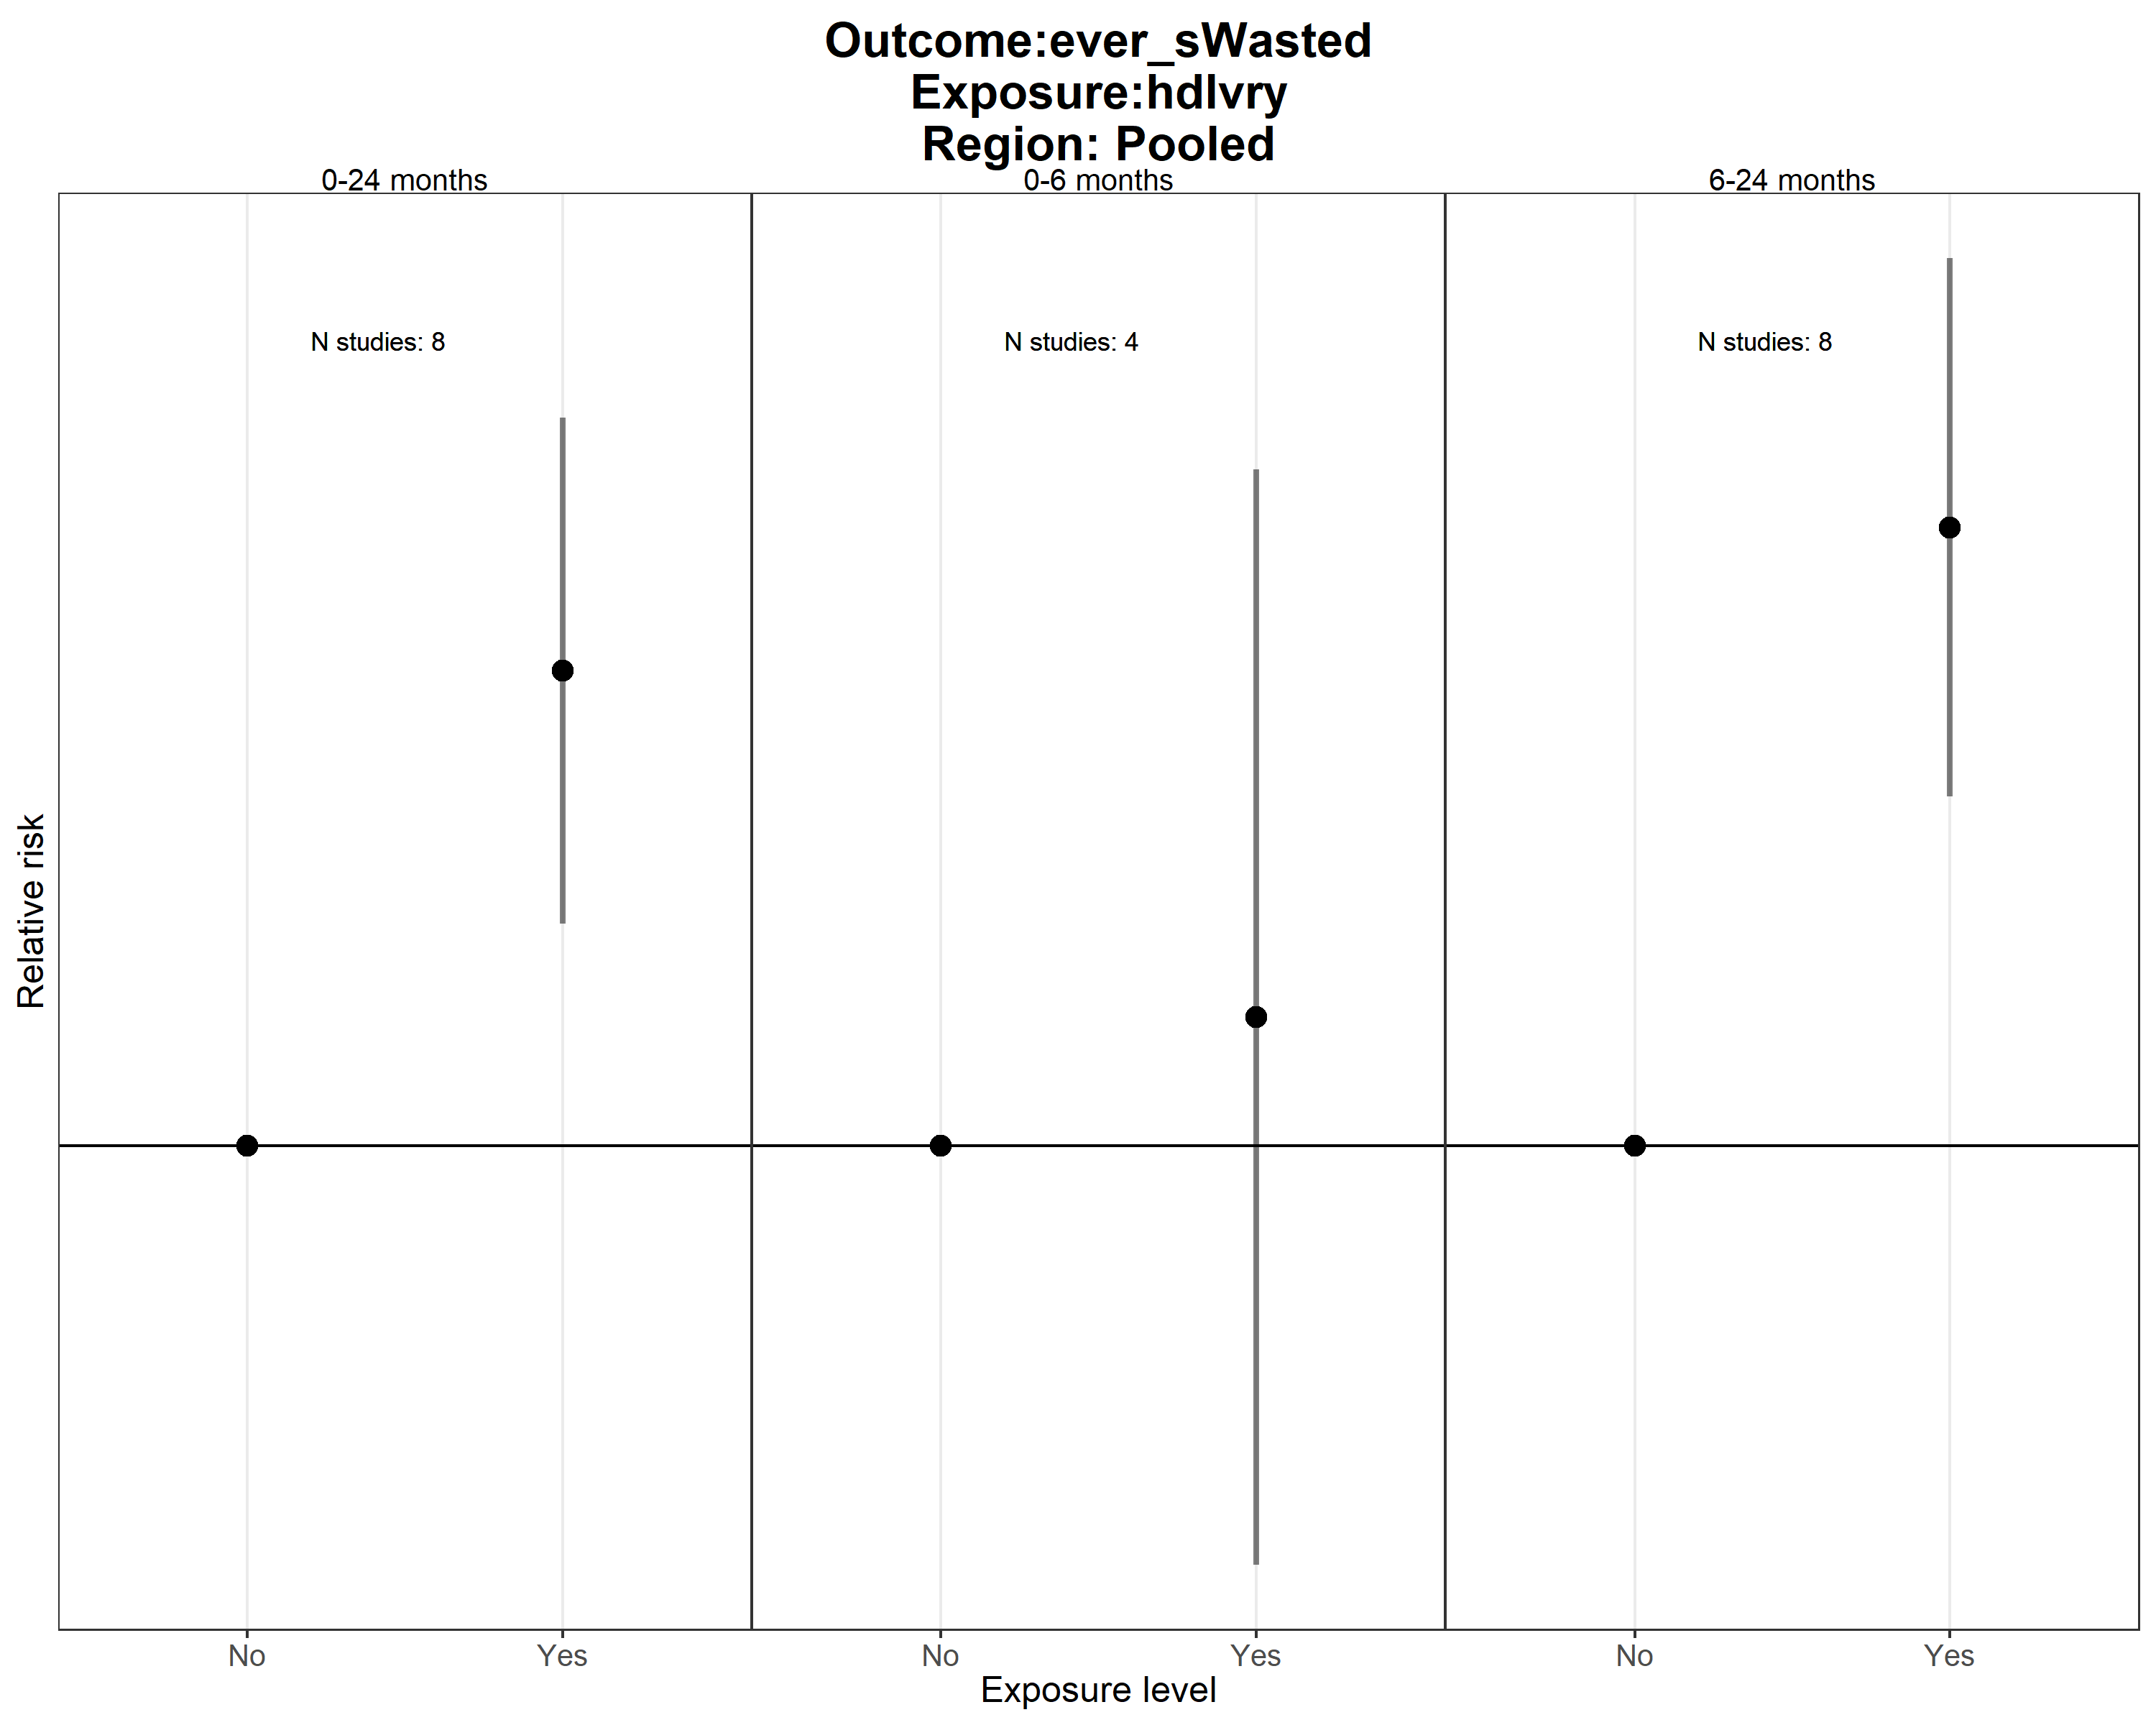 Outcome:ever_sWasted
Exposure:hdlvry
Region: Pooled
0-24 months
0-6 months
6-24 months
N studies: 8
N studies: 4
N studies: 8
Relative risk
No
Yes
No
Yes
No
Yes
Exposure level